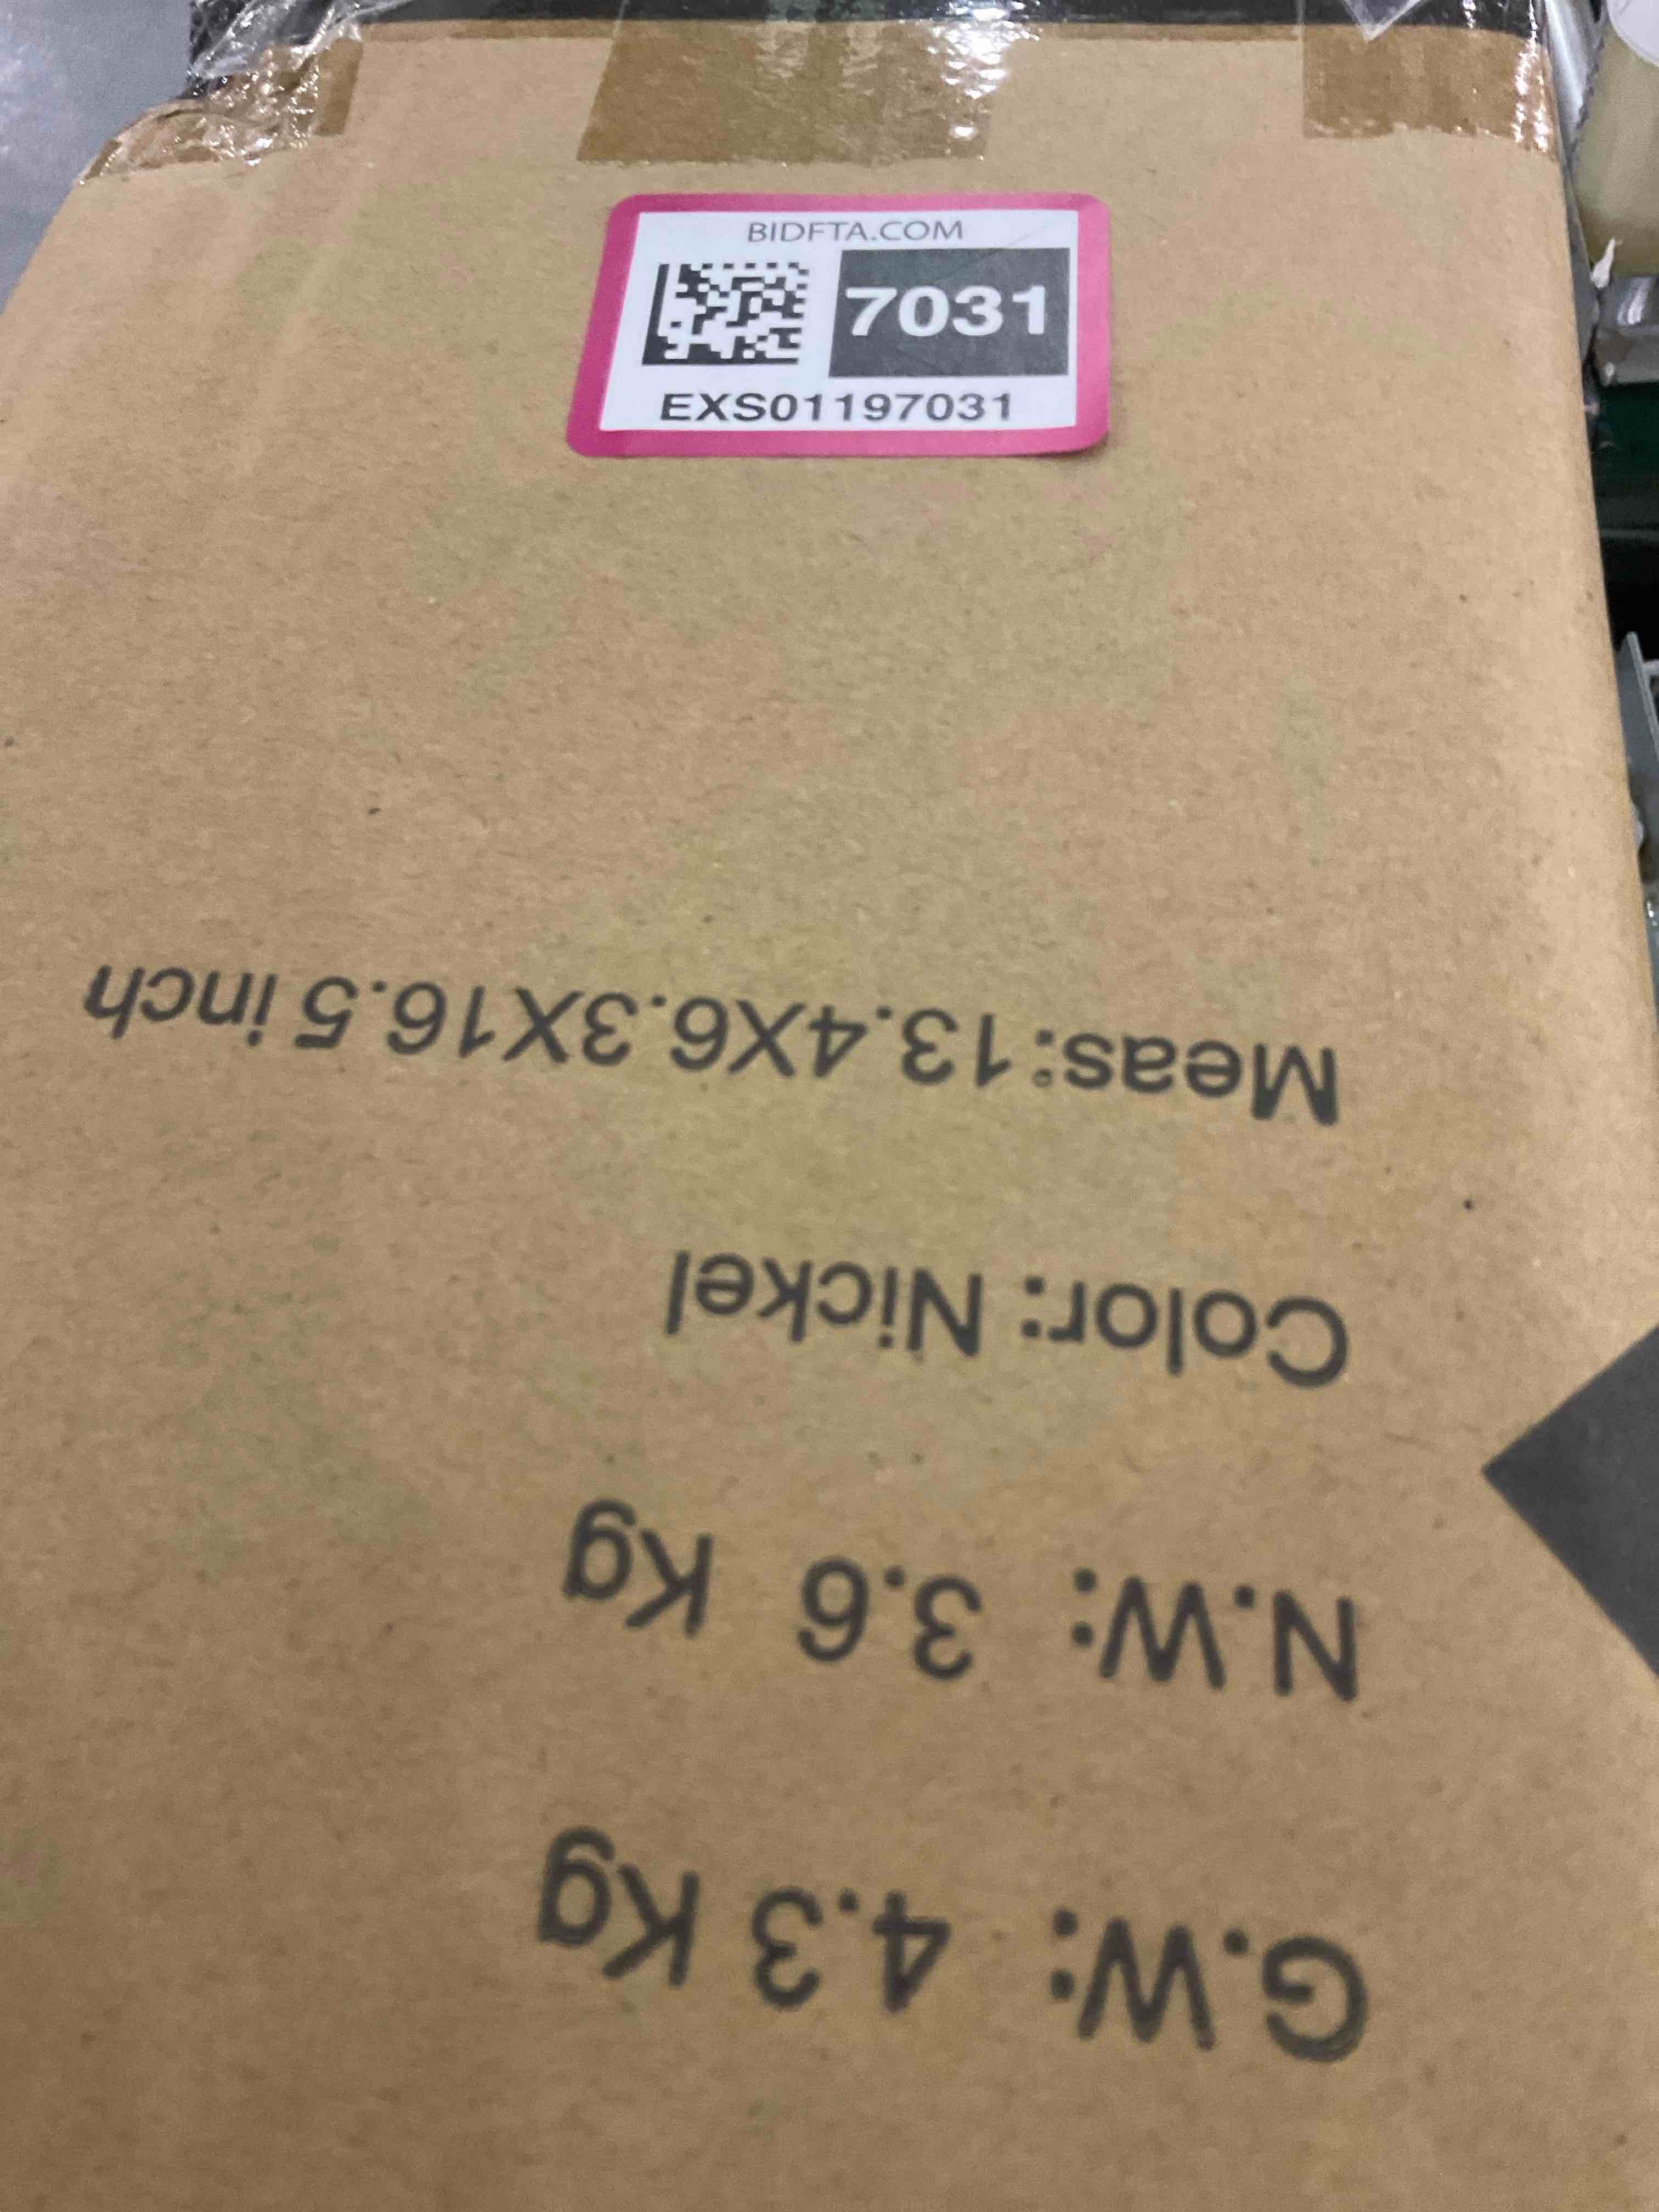 BIDFTA.COM
7031
EXS01197031
G.W: 4.3 Kg
N.W: 3.6 Kg
Color: Nickel
Meas:13.4X6.3X16.5 inch